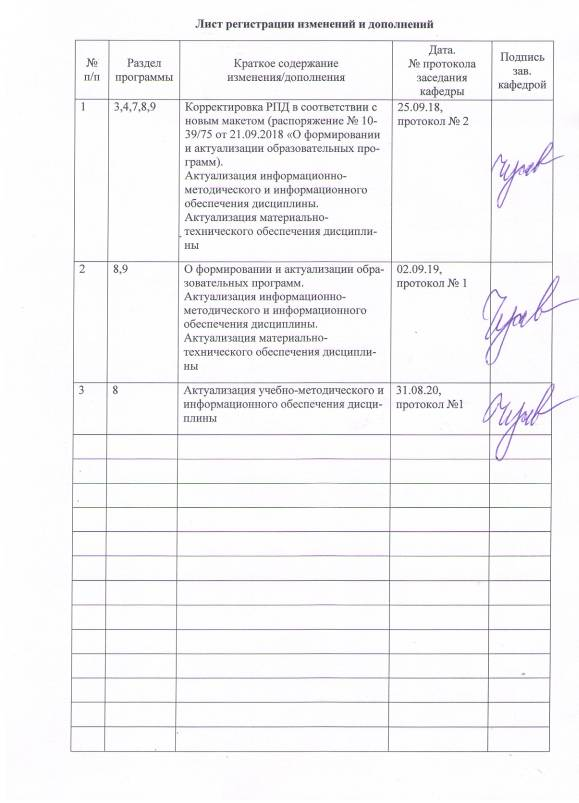 Лист регистрации изменений и дополнений
№
п/п
Раздел
программы
Краткое содержание
изменения/дополнения
Дата.
№ протокола
заседания
кафедры
Подпись
зав.
кафедрой
1
3,4,7,8,9
Корректировка РПД в соответствии с
новым макетом (распоряжение № 10-
39/75 от 21.09.2018 «О формировании
и актуализации образовательных про-
грамм).
Актуализация информационно-
методического и информационного
обеспечения дисциплины.
Актуализация материально-
технического обеспечения дисципли-
ны
25.09.18,
протокол № 2
2
8,9
О формировании и актуализации обра-
зовательных программ.
Актуализация информационно-
методического и информационного
обеспечения дисциплины.
Актуализация материально-
технического обеспечения дисципли-
ны
02.09.19,
протокол № 1
3
8
Актуализация учебно-методического и
информационного обеспечения дисци-
плины
31.08.20,
протокол №1